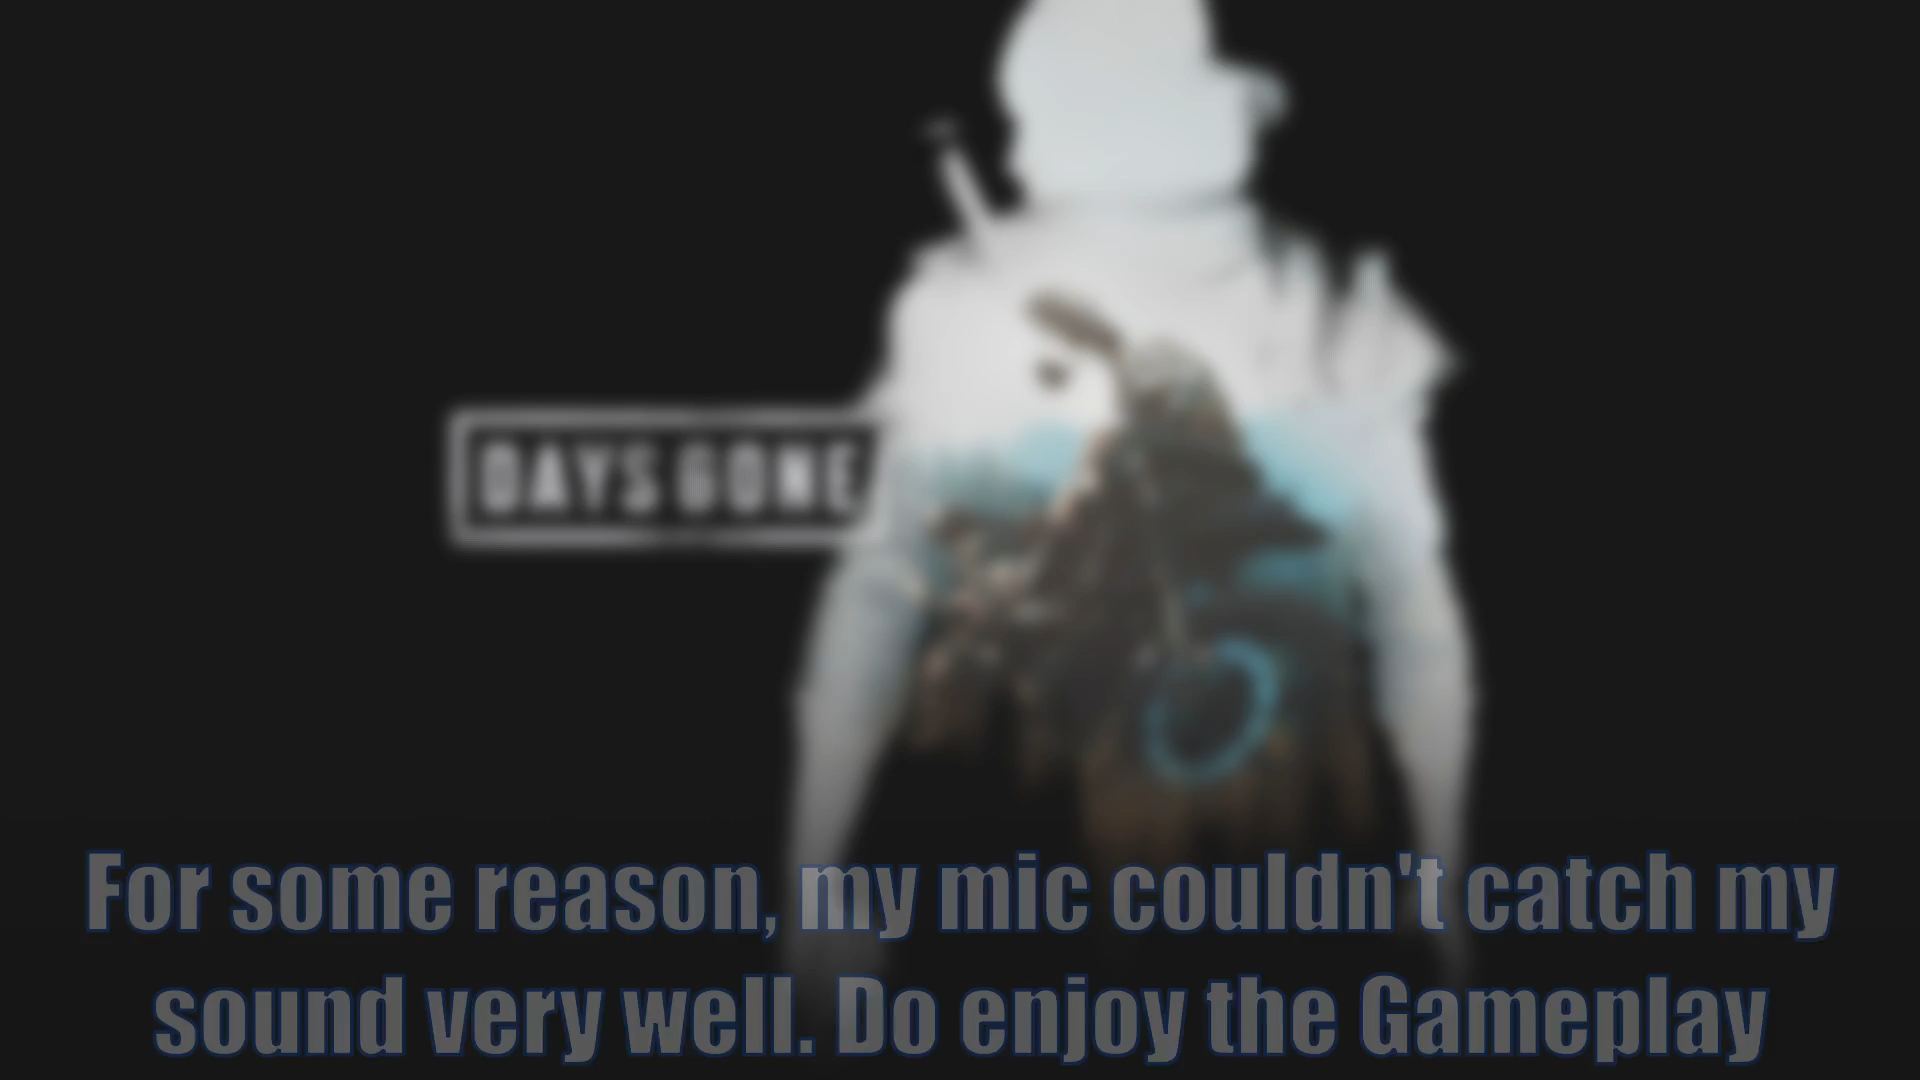 DAYS GONE
For some reason, my mic couldn't catch my
sound very well. Do enjoy the Gameplay